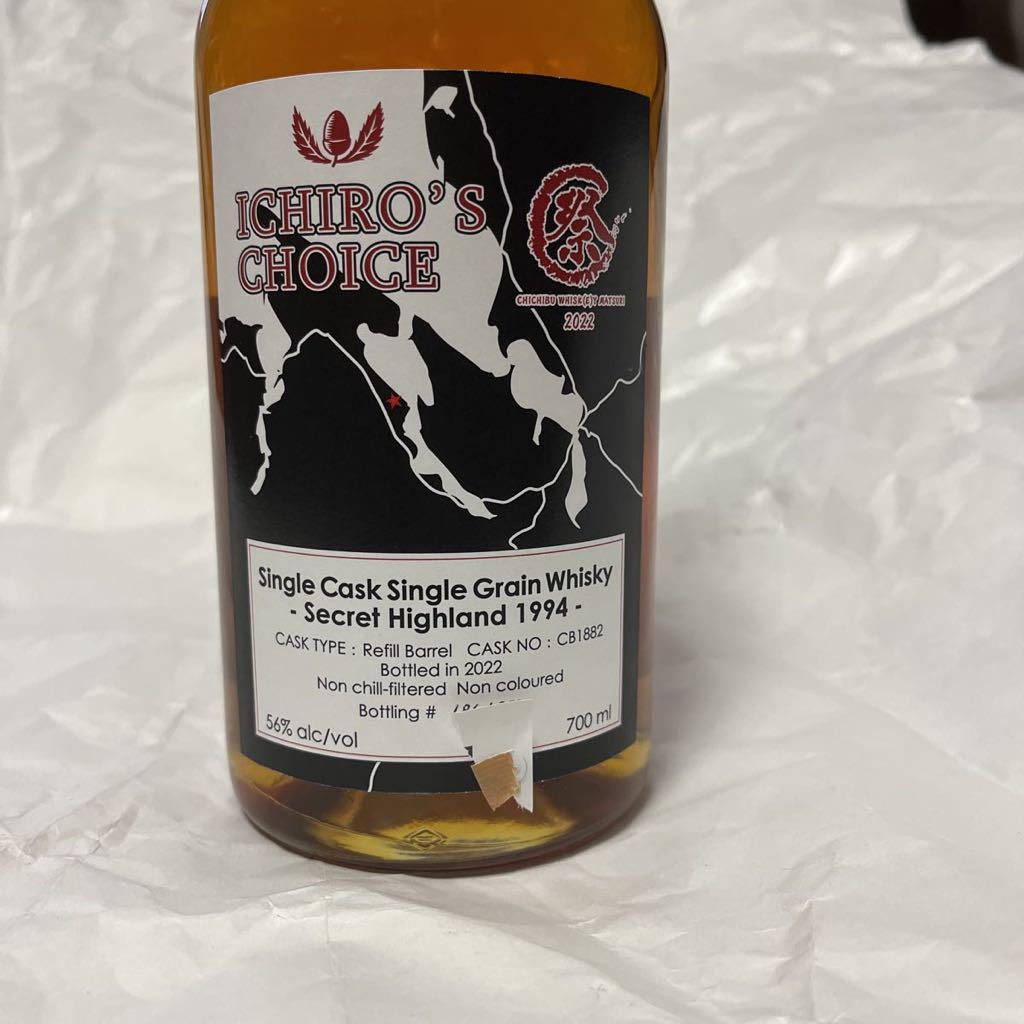 ICHIRO'S
CHOICE
祭
CHICHIBU WHISK(E)Y MATSURI
2022
Single Cask Single Grain Whisky
- Secret Highland 1994 -
CASK TYPE : Refill Barrel CASK NO : CB1882
Bottled in 2022
Non chill-filtered Non coloured
Bottling #
56% alc/vol
700 ml